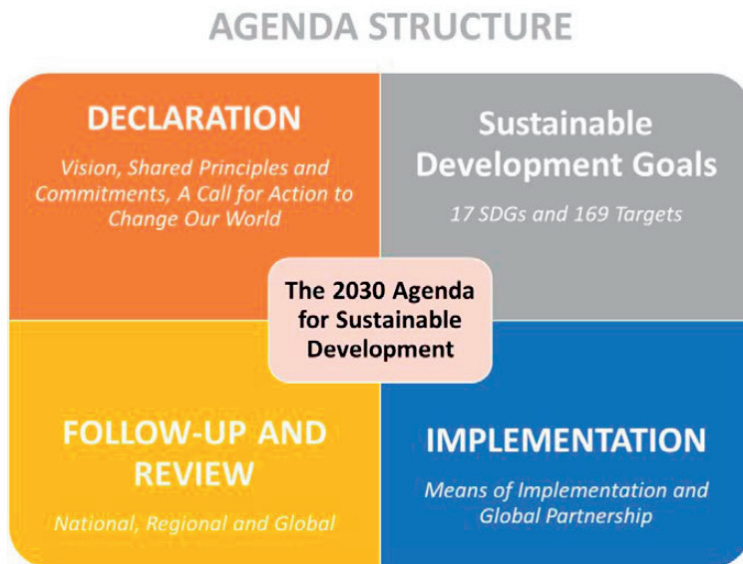 AGENDA STRUCTURE
DECLARATION
Vision, Shared Principles and
Commitments, A Call for Action to
Change Our World
Sustainable
Development Goals
17 SDGs and 169 Targets
The 2030 Agenda
for Sustainable
Development
FOLLOW-UP AND
REVIEW
National, Regional and Global
IMPLEMENTATION
Means of Implementation and
Global Partnership